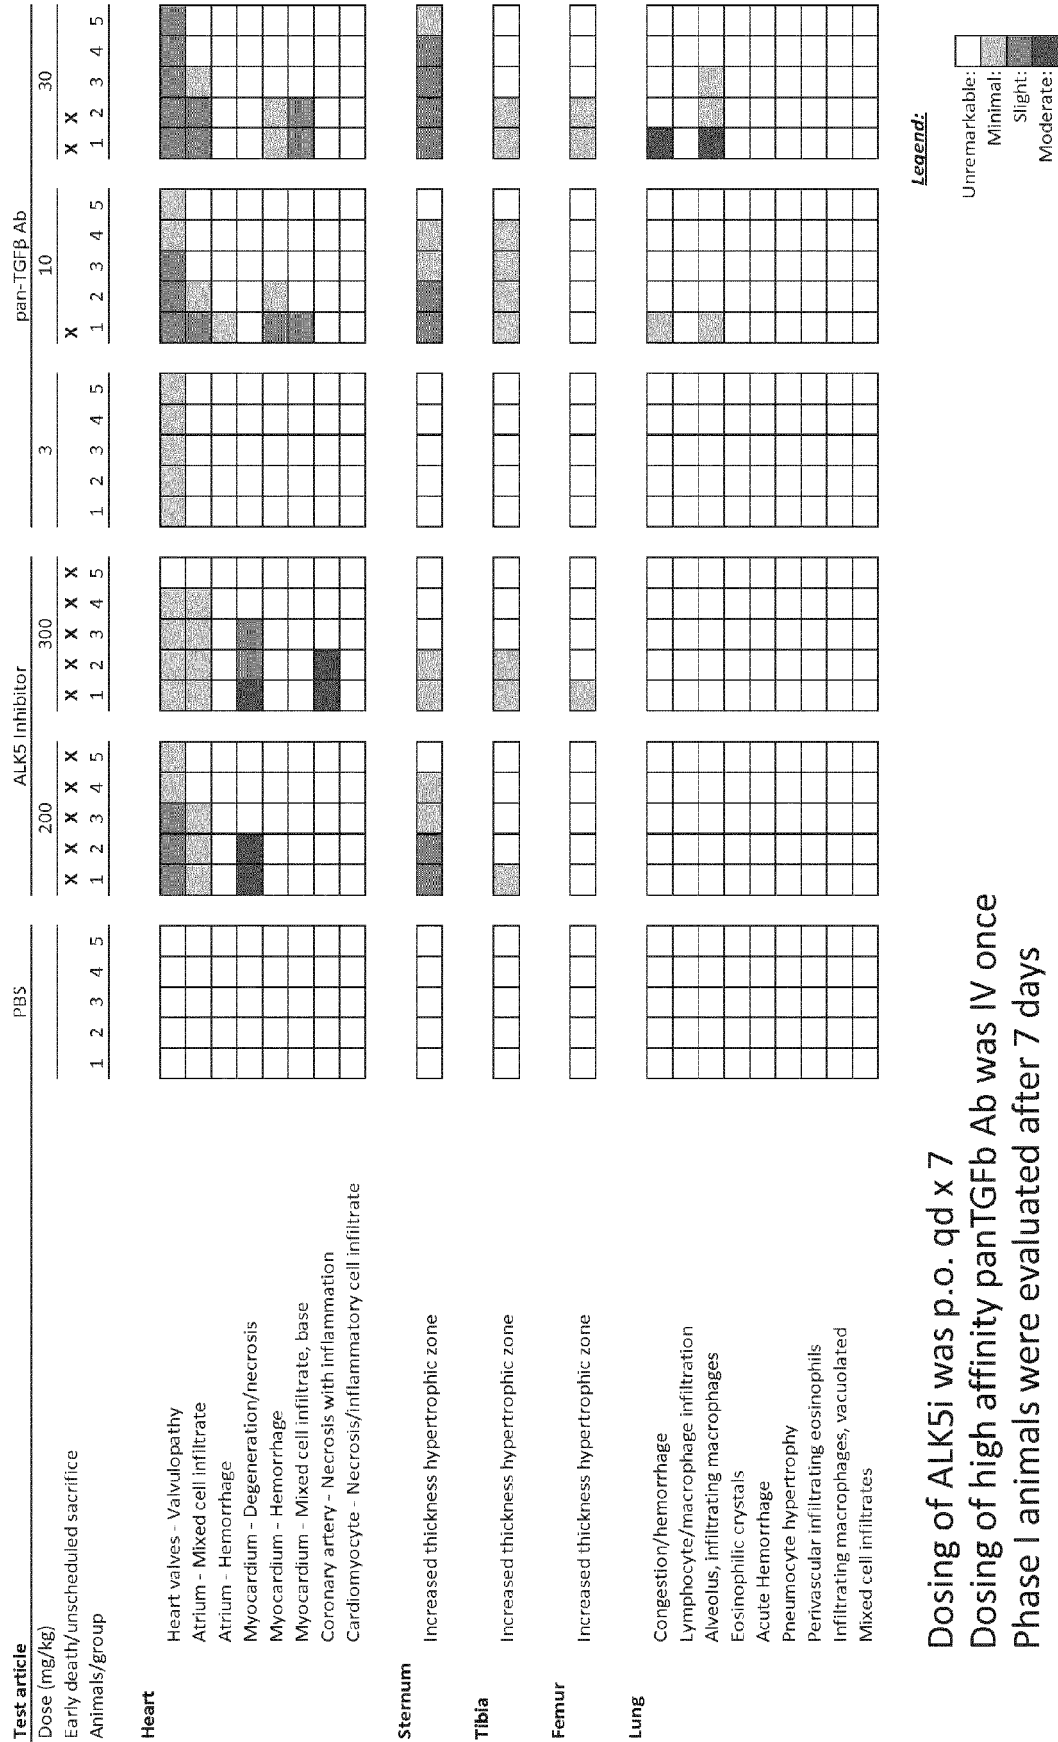 Test article PBS ALK5 Inhibitor pan-TGFβ Ab
Dose (mg/kg) 200 300 3 10 30
Early death/unscheduled sacrifice X X X X X X X X X X X X X
Animals/group 1 2 3 4 5 1 2 3 4 5 1 2 3 4 5 1 2 3 4 5 1 2 3 4 5 1 2 3 4 5
Heart
Heart valves - Valvulopathy
Atrium - Mixed cell infiltrate
Atrium - Hemorrhage
Myocardium - Degeneration/necrosis
Myocardium - Hemorrhage
Myocardium - Mixed cell infiltrate, base
Coronary artery - Necrosis with inflammation
Cardiomyocyte - Necrosis/inflammatory cell infiltrate
Sternum
Increased thickness hypertrophic zone
Tibia
Increased thickness hypertrophic zone
Femur
Increased thickness hypertrophic zone
Lung
Congestion/hemorrhage
Lymphocyte/macrophage infiltration
Alveolus, infiltrating macrophages
Eosinophilic crystals
Acute Hemorrhage
Pneumocyte hypertrophy
Perivascular infiltrating eosinophils
Infiltrating macrophages, vacuolated
Mixed cell infiltrates
Dosing of ALK5i was p.o. qd x 7
Dosing of high affinity panTGFb Ab was IV once
Phase I animals were evaluated after 7 days
Legend:
Unremarkable:
Minimal:
Slight:
Moderate: